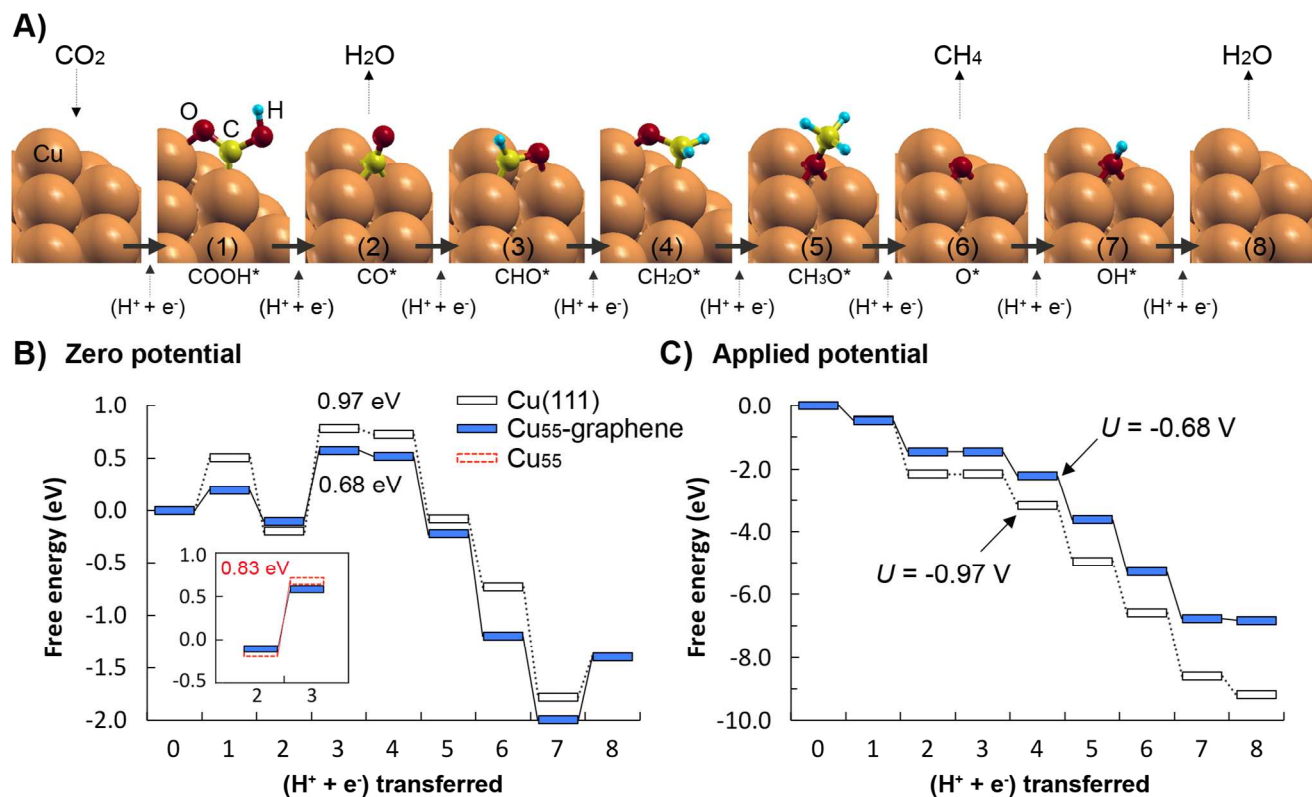 A)
CO2 H2O CH4 H2O
O C H
Cu
(1) (2) (3) (4) (5) (6) (7) (8)
COOH* CO* CHO* CH2O* CH3O* O* OH*
(H+ + e-) (H+ + e-) (H+ + e-) (H+ + e-) (H+ + e-) (H+ + e-) (H+ + e-) (H+ + e-)
B) Zero potential
Free energy (eV)
1.0
0.5
0.0
-0.5
-1.0
-1.5
-2.0
0.97 eV
0.68 eV
Cu(111)
Cu55-graphene
Cu55
0.83 eV
1.0
0.5
0.0
-0.5
2 3
0 1 2 3 4 5 6 7 8
(H+ + e-) transferred
C) Applied potential
Free energy (eV)
0.0
-2.0
-4.0
-6.0
-8.0
-10.0
U = -0.68 V
U = -0.97 V
0 1 2 3 4 5 6 7 8
(H+ + e-) transferred